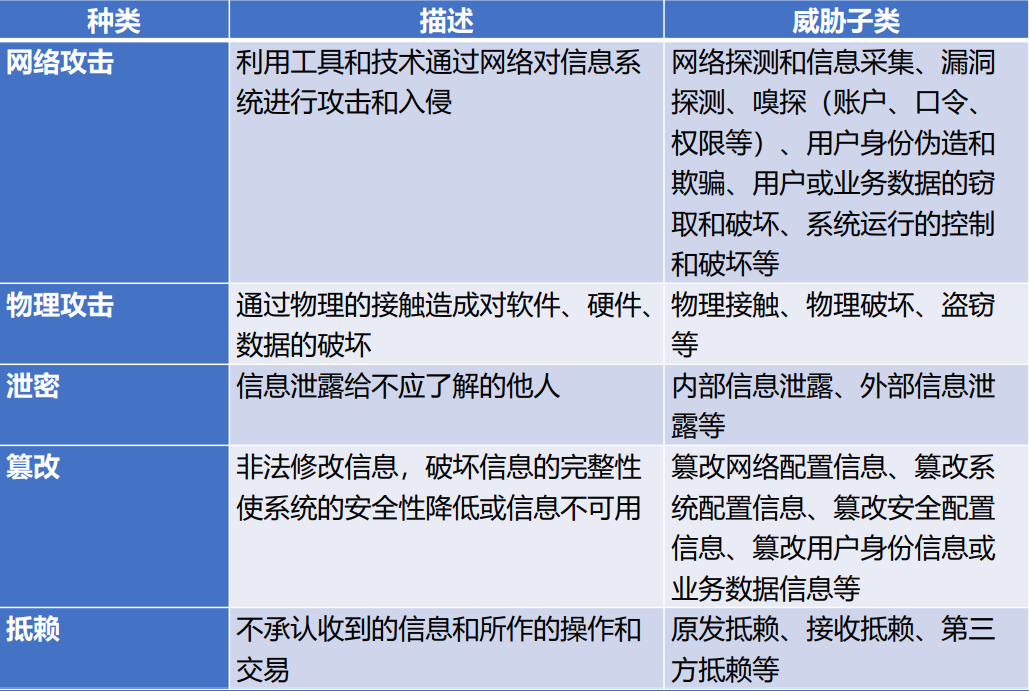 种类 描述 威胁子类
网络攻击
利用工具和技术通过网络对信息系
统进行攻击和入侵
网络探测和信息采集、漏洞
探测、嗅探（账户、口令、
权限等）、用户身份伪造和
欺骗、用户或业务数据的窃
取和破坏、系统运行的控制
和破坏等
物理攻击
通过物理的接触造成对软件、硬件、
数据的破坏
物理接触、物理破坏、盗窃
等
泄密
信息泄露给不应了解的他人
内部信息泄露、外部信息泄
露等
篡改
非法修改信息，破坏信息的完整性
使系统的安全性降低或信息不可用
篡改网络配置信息、篡改系
统配置信息、篡改安全配置
信息、篡改用户身份信息或
业务数据信息等
抵赖
不承认收到的信息和所作的操作和
交易
原发抵赖、接收抵赖、第三
方抵赖等